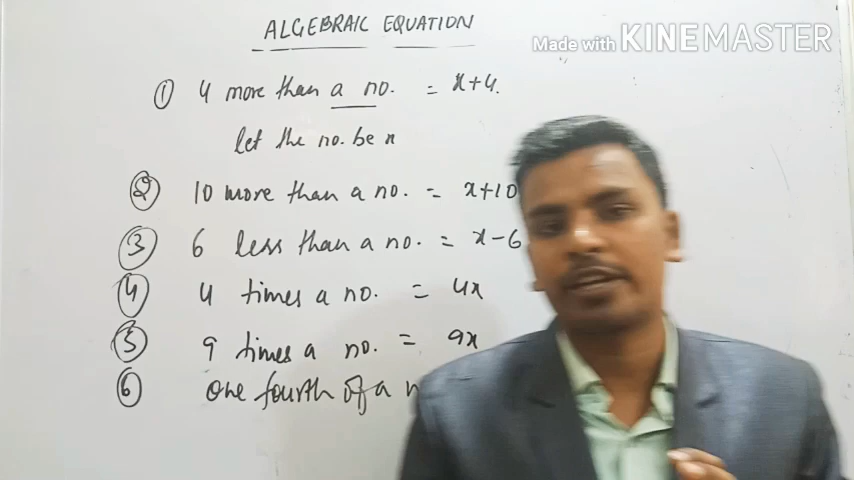 ALGEBRAIC EQUATION
Made with KINEMASTER
① 4 more than a no. = x+4.
let the no. be x
② 10 more than a no. = x+10
③ 6 less than a no. = x-6
④ 4 times a no. = 4x
⑤ 9 times a no. = 9x
⑥ one fourth of a